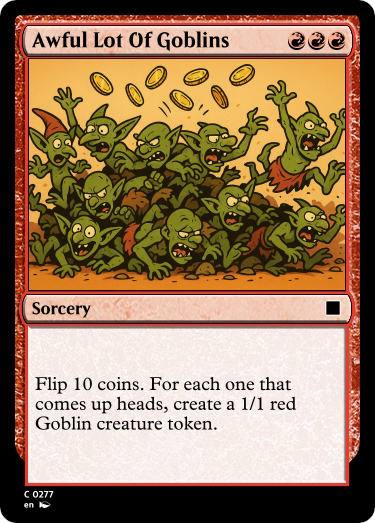 Awful Lot Of Goblins
Sorcery
Flip 10 coins. For each one that
comes up heads, create a 1/1 red
Goblin creature token.
C 0277
en